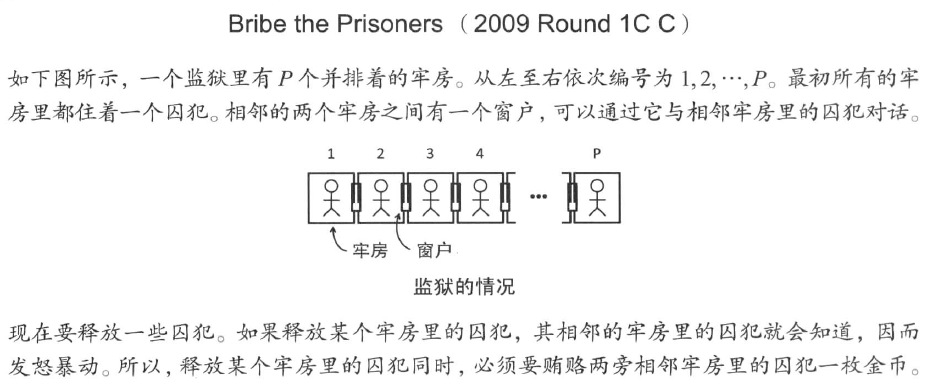 Bribe the Prisoners（2009 Round 1C C）
如下图所示，一个监狱里有P个并排着的牢房。从左至右依次编号为1,2,⋯,P。最初所有的牢
房里都住着一个囚犯。相邻的两个牢房之间有一个窗户，可以通过它与相邻牢房里的囚犯对话。
1 2 3 4 P
•••
牢房 窗户
监狱的情况
现在要释放一些囚犯。如果释放某个牢房里的囚犯，其相邻的牢房里的囚犯就会知道，因而
发怒暴动。所以，释放某个牢房里的囚犯同时，必须要贿赂两旁相邻牢房里的囚犯一枚金币。